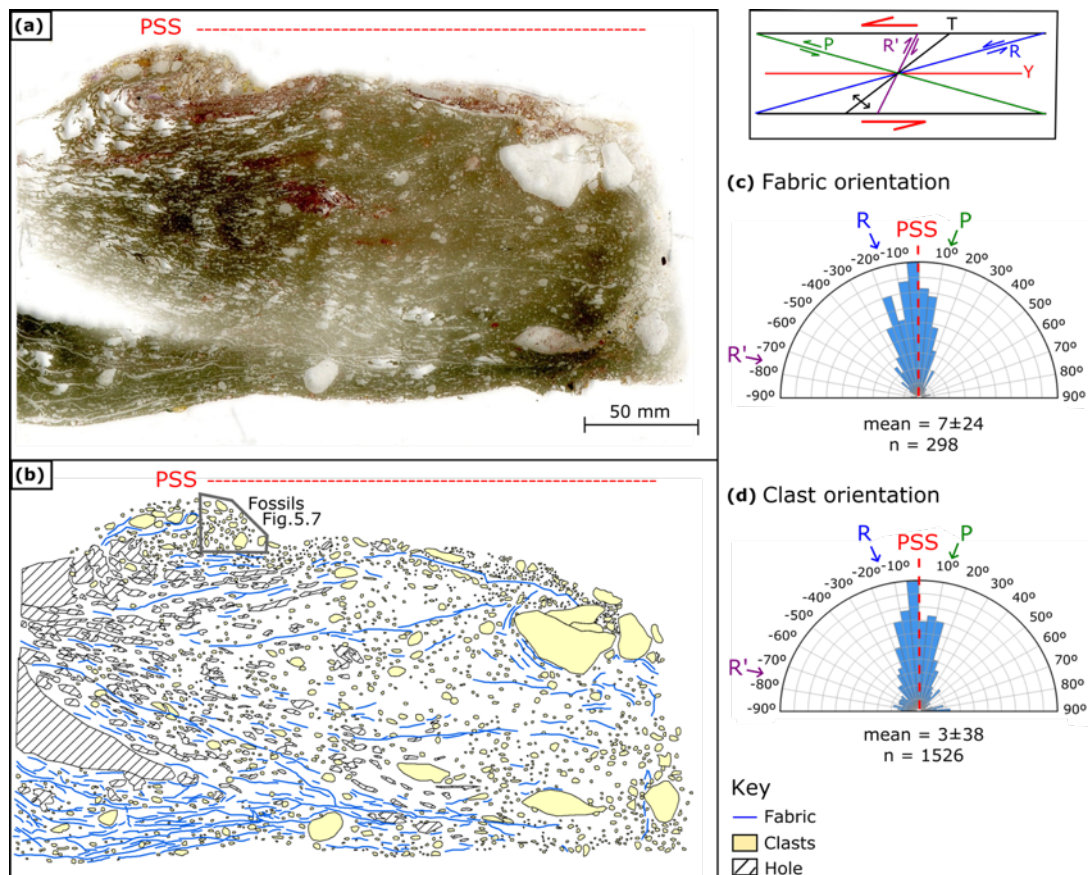 (a)
PSS
50 mm
(b)
PSS
Fossils
Fig.5.7
T
P
R'
R
Y
(c) Fabric orientation
R
PSS
P
-90º
-80º
-70º
-60º
-50º
-40º
-30º
-20º
-10º
10º
20º
30º
40º
50º
60º
70º
80º
90º
R'
mean = 7±24
n = 298
(d) Clast orientation
R
PSS
P
-90º
-80º
-70º
-60º
-50º
-40º
-30º
-20º
-10º
10º
20º
30º
40º
50º
60º
70º
80º
90º
R'
mean = 3±38
n = 1526
Key
Fabric
Clasts
Hole